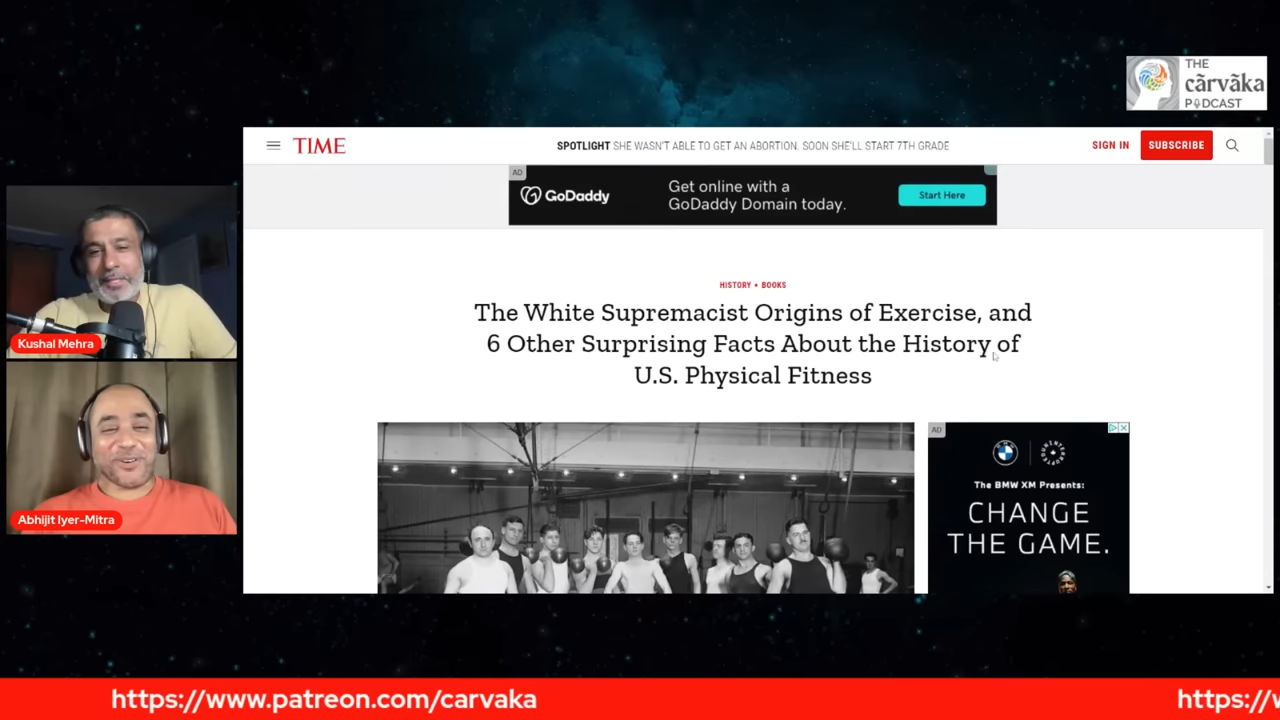 THE
cārvāka
PODCAST
TIME
SPOTLIGHT SHE WASN'T ABLE TO GET AN ABORTION. SOON SHE'LL START 7TH GRADE
SIGN IN
SUBSCRIBE
AD
GoDaddy
Get online with a
GoDaddy Domain today.
Start Here
HISTORY • BOOKS
The White Supremacist Origins of Exercise, and
6 Other Surprising Facts About the History of
U.S. Physical Fitness
Kushal Mehra
Abhijit Iyer-Mitra
AD
The BMW XM Presents:
CHANGE
THE GAME.
https://www.patreon.com/carvaka
https://w